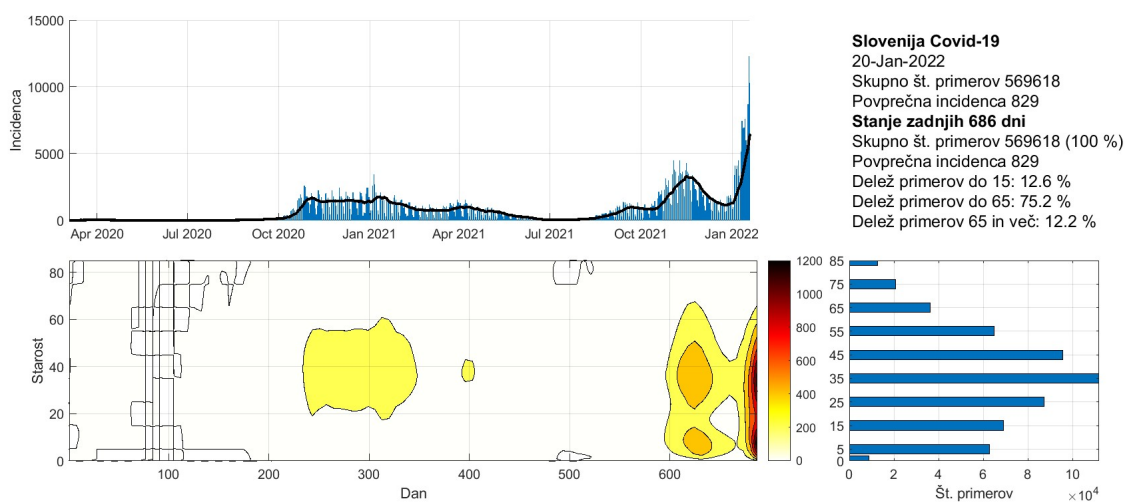 15000
10000
5000
0
Incidenca
Apr 2020 Jul 2020 Oct 2020 Jan 2021 Apr 2021 Jul 2021 Oct 2021 Jan 2022
Slovenija Covid-19
20-Jan-2022
Skupno št. primerov 569618
Povprečna incidenca 829
Stanje zadnjih 686 dni
Skupno št. primerov 569618 (100 %)
Povprečna incidenca 829
Delež primerov do 15: 12.6 %
Delež primerov do 65: 75.2 %
Delež primerov 65 in več: 12.2 %
80
60
40
20
0
Starost
100 200 300 400 500 600
Dan
1200
1000
800
600
400
200
0
85
75
65
55
45
35
25
15
5
0
0 2 4 6 8 10
Št. primerov
×10⁴